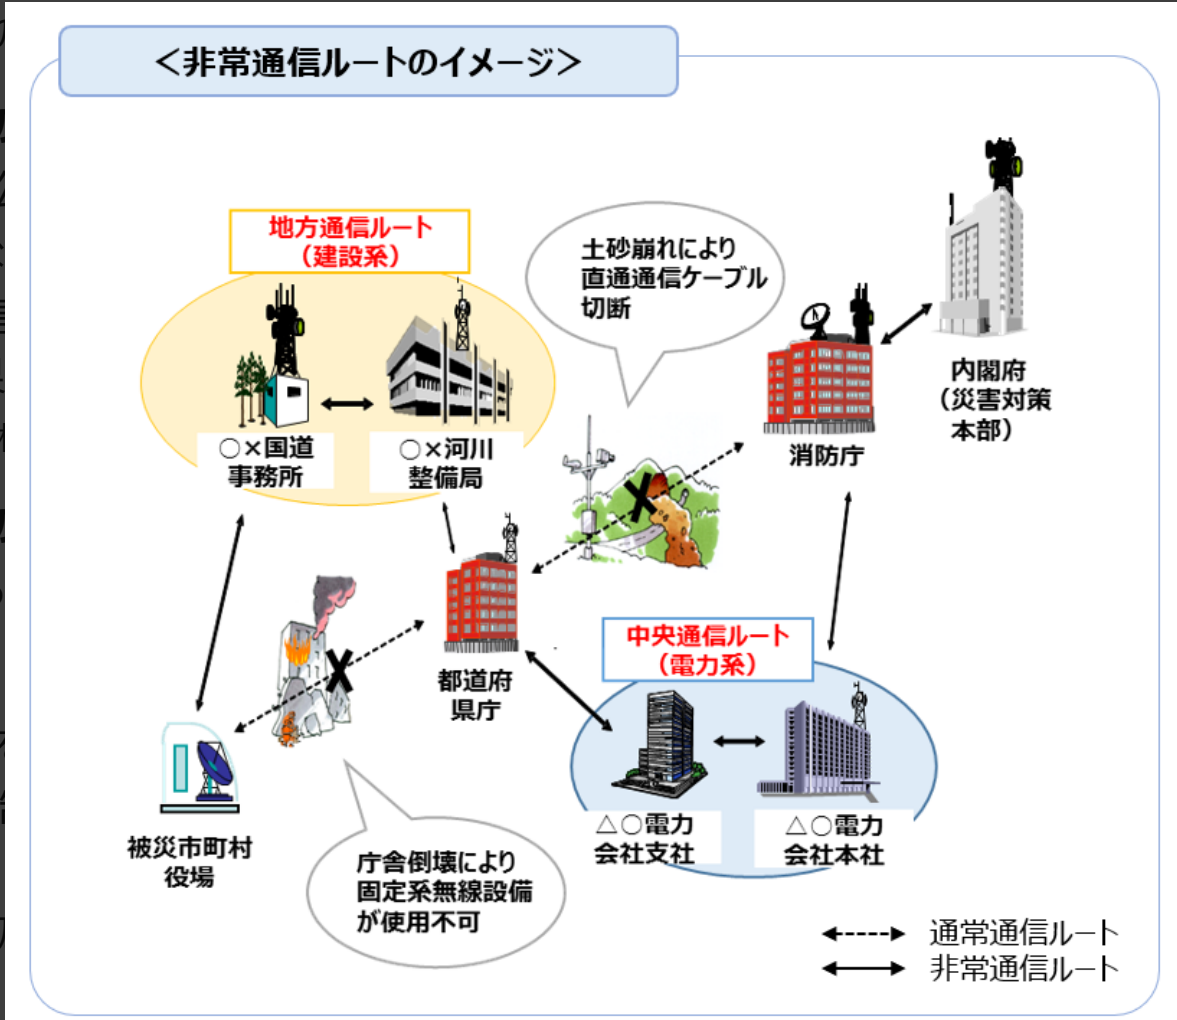 ＜非常通信ルートのイメージ＞
地方通信ルート
（建設系）
土砂崩れにより
直通通信ケーブル
切断
内閣府
（災害対策
本部）
○×国道
事務所
○×河川
整備局
消防庁
都道府
県庁
中央通信ルート
（電力系）
被災市町村
役場
△○電力
会社支社
△○電力
会社本社
庁舎倒壊により
固定系無線設備
が使用不可
通常通信ルート
非常通信ルート